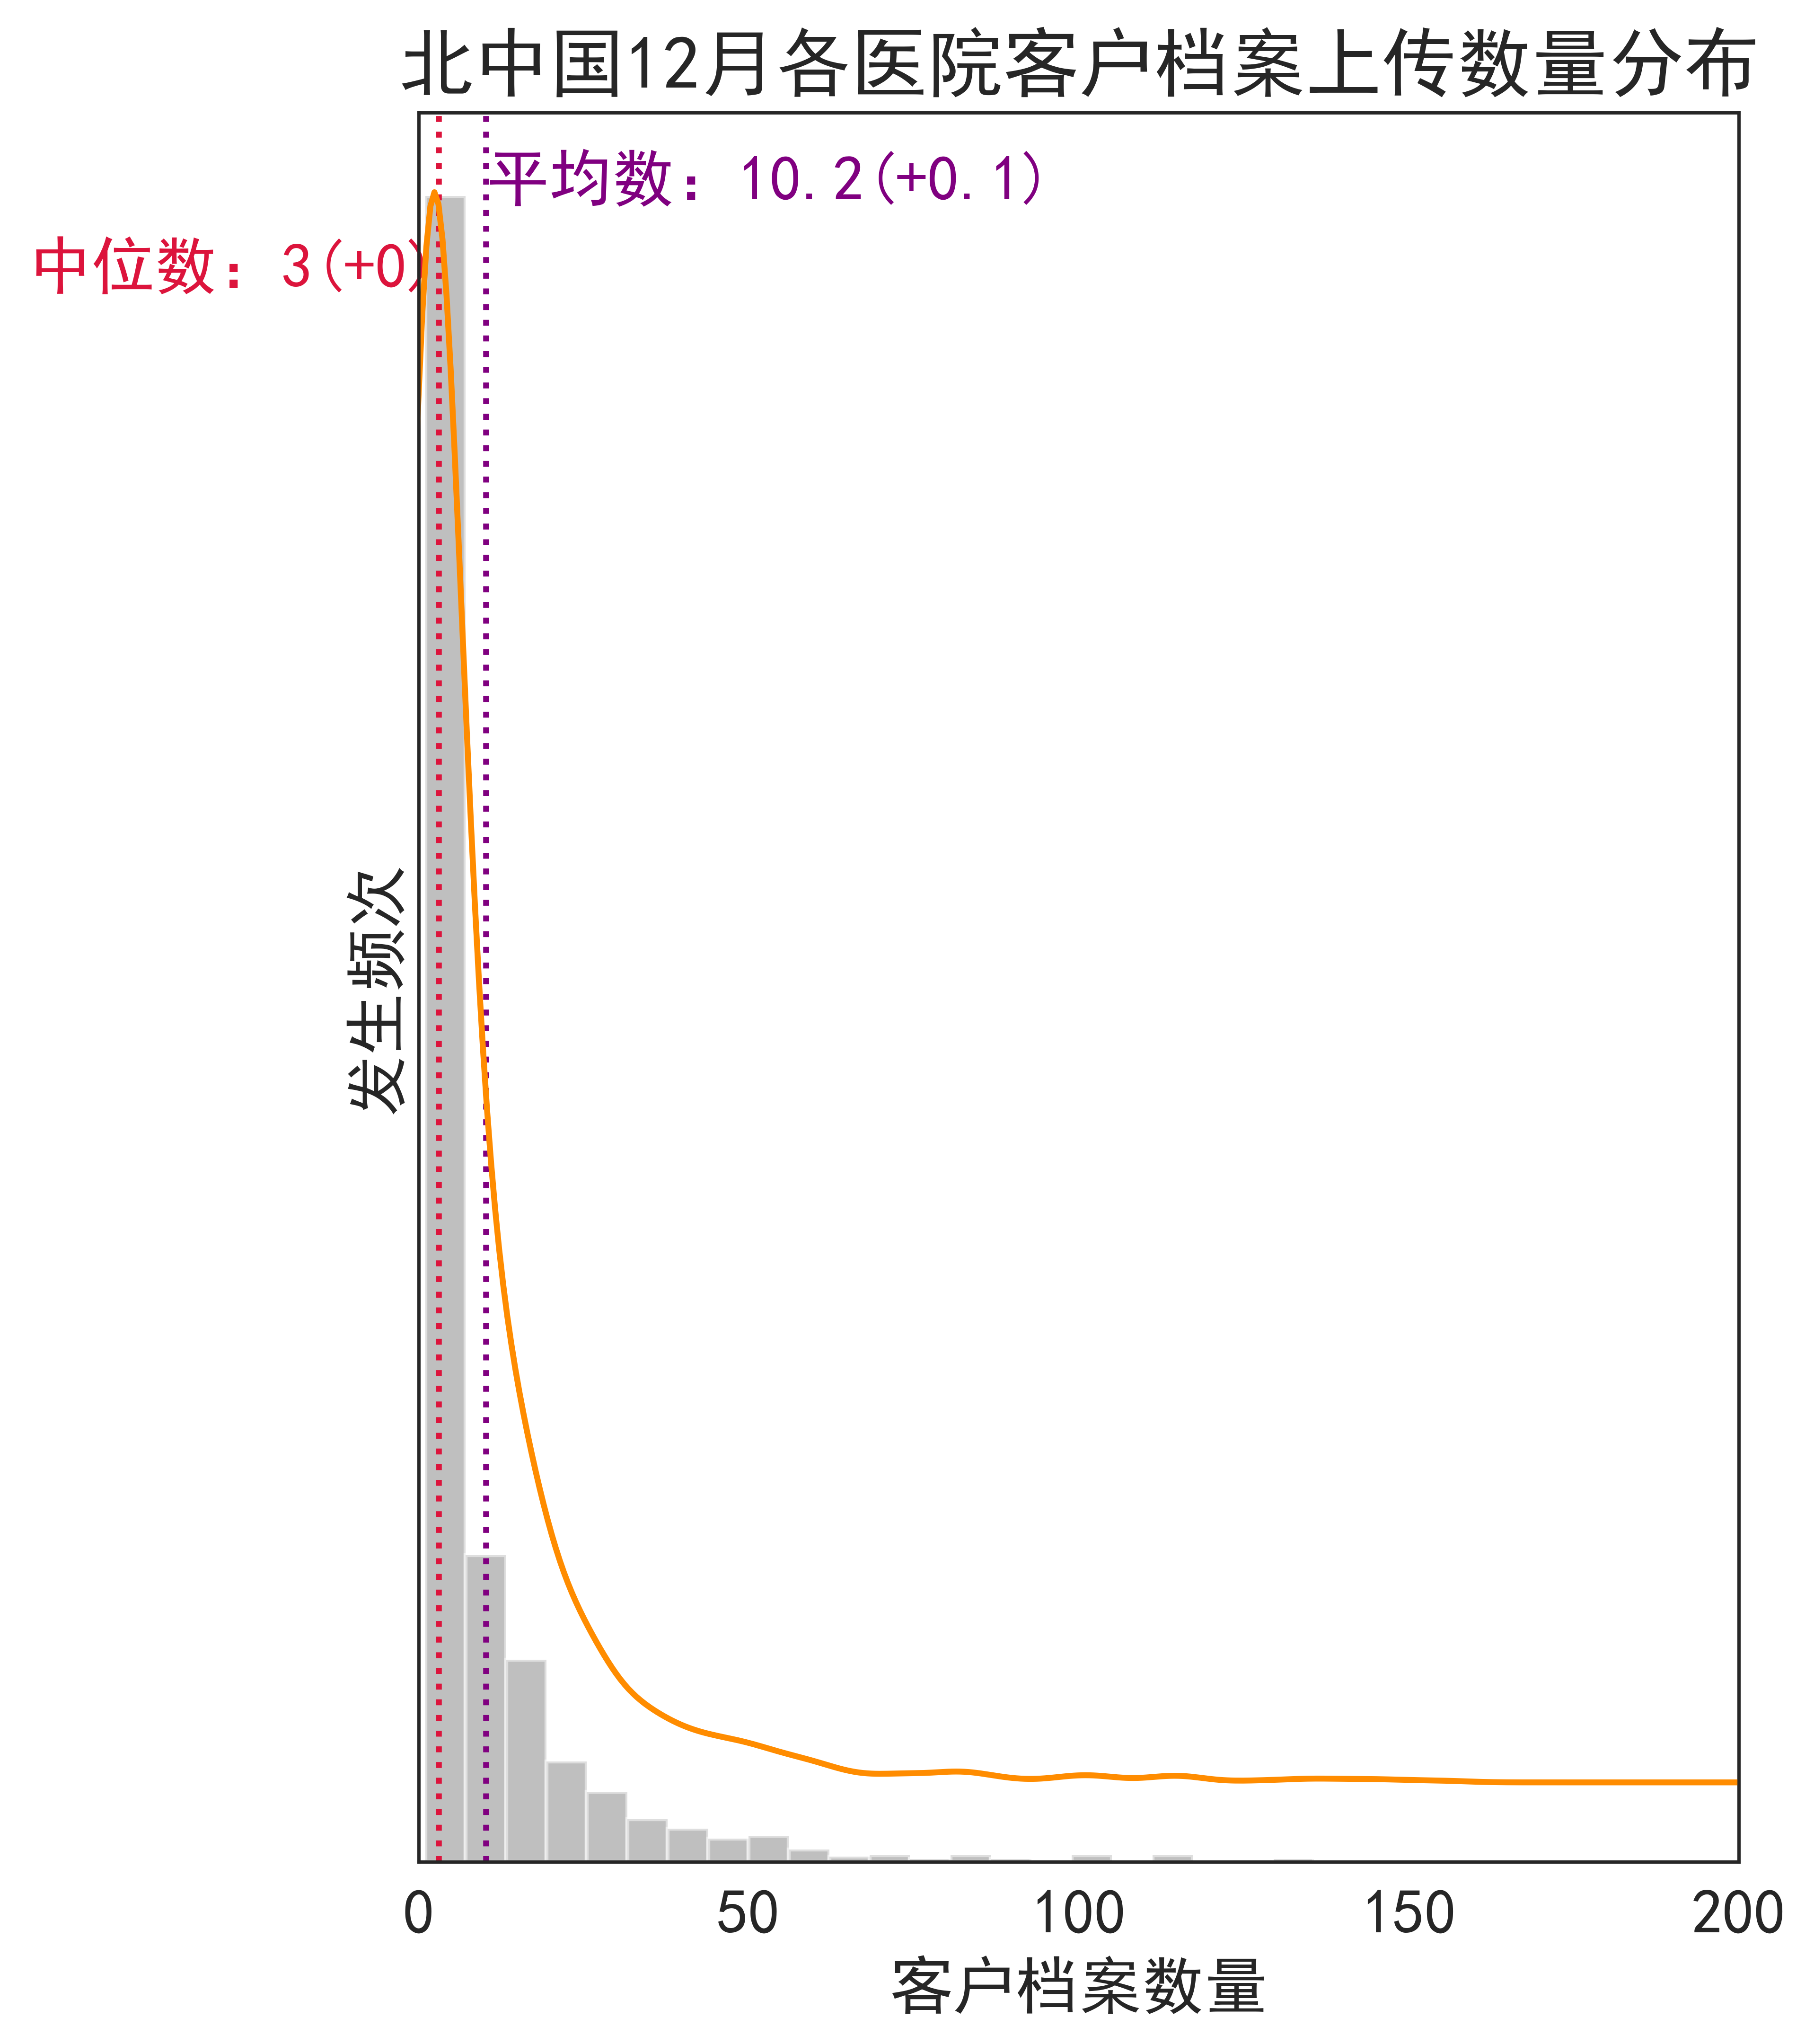 北中国12月各医院客户档案上传数量分布
平均数: 10.2(+0.1)
中位数: 3(+0)
发生频次
0 50 100 150 200
客户档案数量